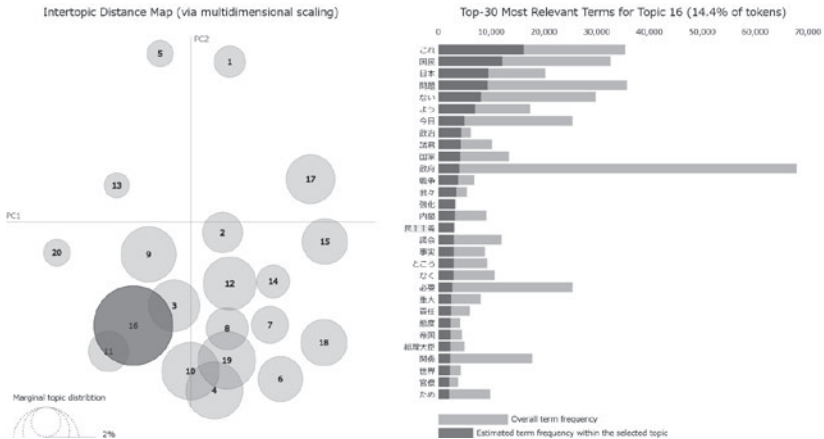 Intertopic Distance Map (via multidimensional scaling)
PC2
PC1
5
1
13
17
2
15
20
9
12
14
3
16
8
7
11
18
19
10
6
4
Marginal topic distribtion
2%
Top-30 Most Relevant Terms for Topic 16 (14.4% of tokens)
0 10,000 20,000 30,000 40,000 50,000 60,000 70,000
これ
国民
日本
問題
ない
よう
今日
政治
諸君
国家
政府
戦争
我々
強化
内閣
民主主義
議会
事実
ところ
なく
必要
重大
責任
態度
帝国
総理大臣
関係
世界
官僚
ため
Overall term frequency
Estimated term frequency within the selected topic